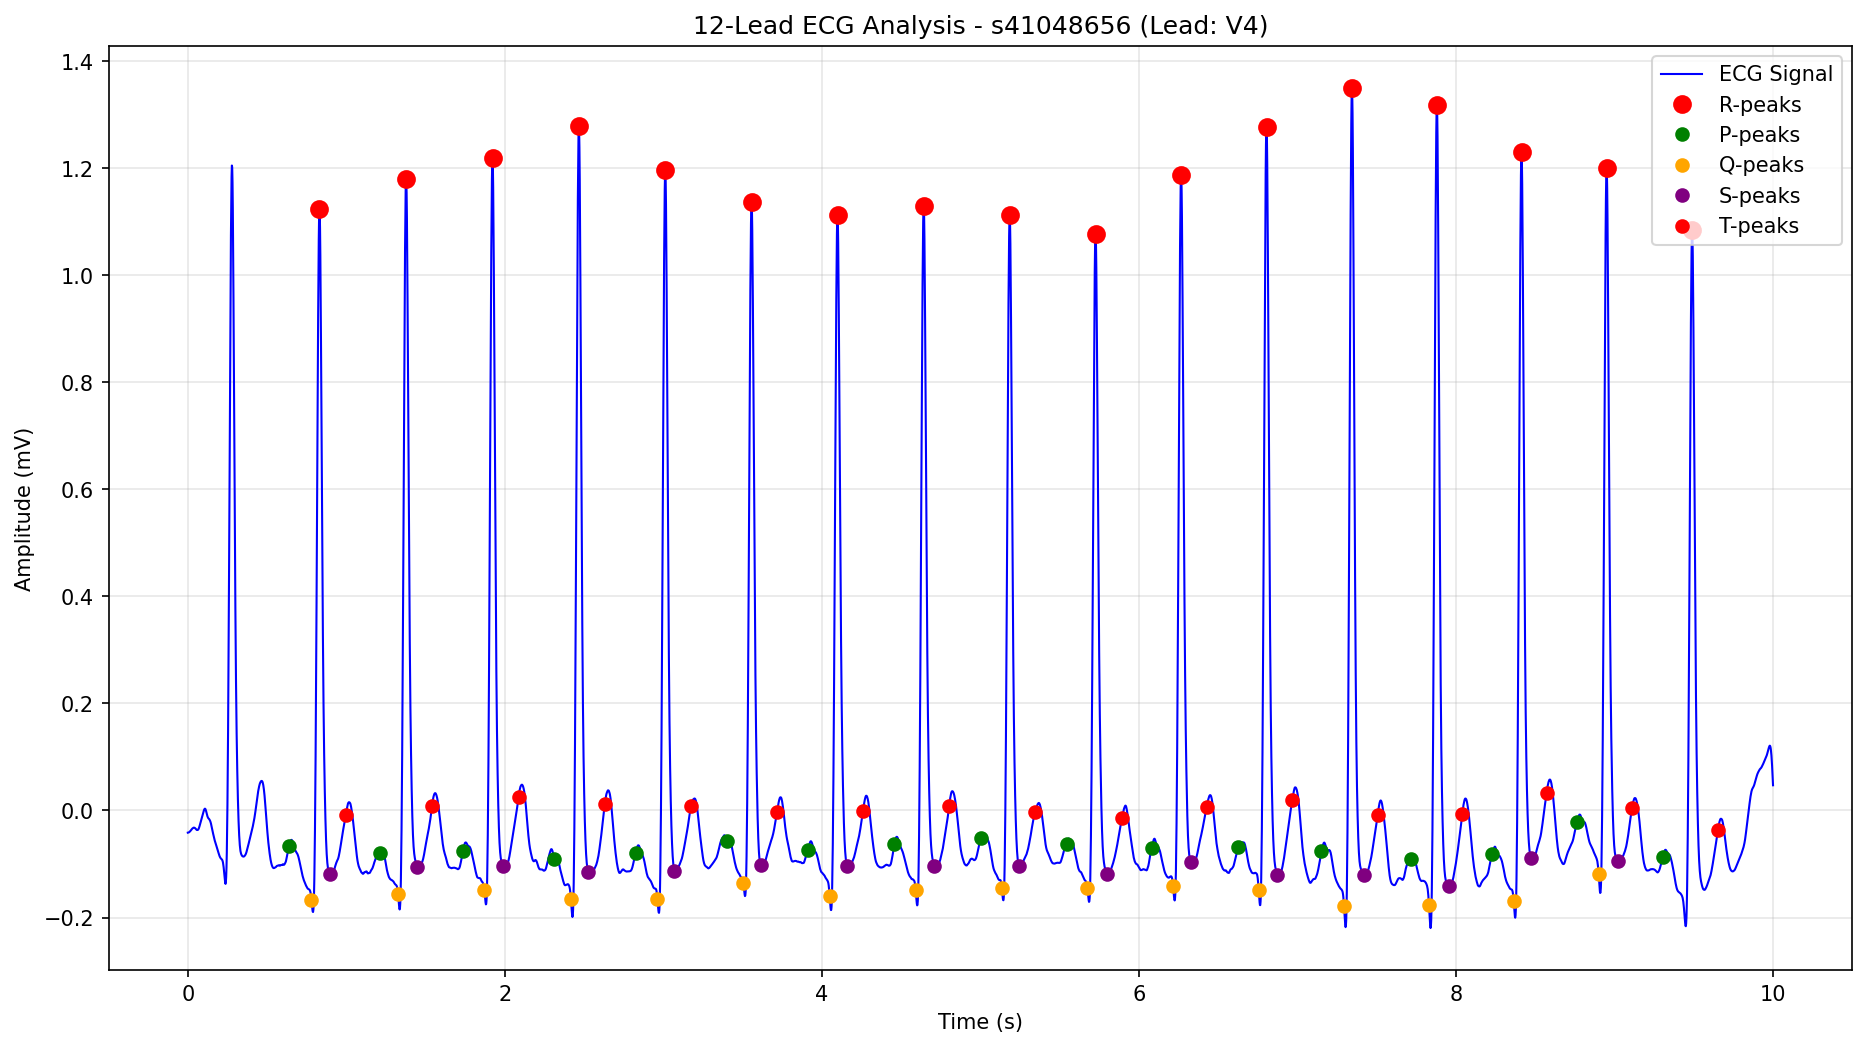 12-Lead ECG Analysis - s41048656 (Lead: V4)
ECG Signal
R-peaks
P-peaks
Q-peaks
S-peaks
T-peaks
Amplitude (mV)
1.4
1.2
1.0
0.8
0.6
0.4
0.2
0.0
−0.2
0 2 4 6 8 10
Time (s)